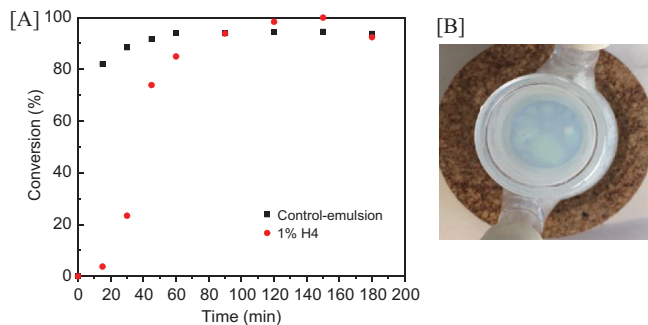 [A]
[B]
100
80
60
40
20
0
Conversion (%)
Control-emulsion
1% H4
0 20 40 60 80 100 120 140 160 180 200
Time (min)